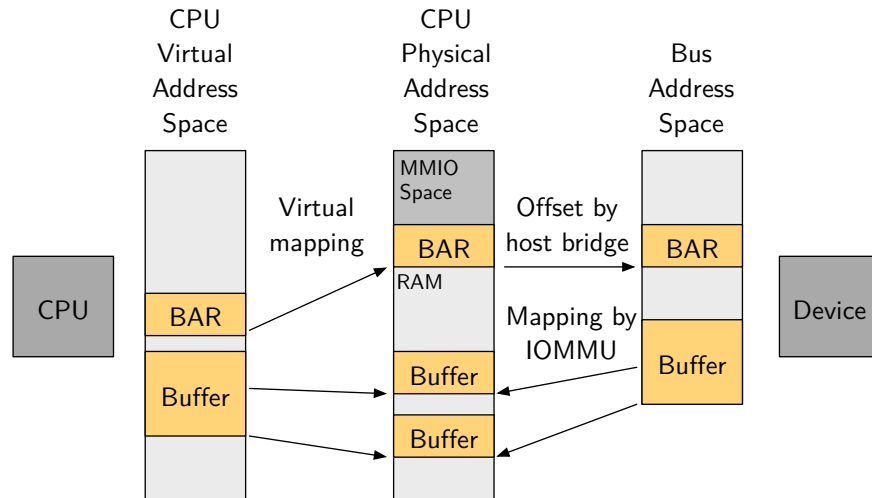 CPU
Virtual
Address
Space
CPU
Physical
Address
Space
Bus
Address
Space
MMIO
Space
Virtual
mapping
Offset by
host bridge
BAR
BAR
RAM
CPU
BAR
Mapping by
IOMMU
Device
Buffer
Buffer
Buffer
Buffer